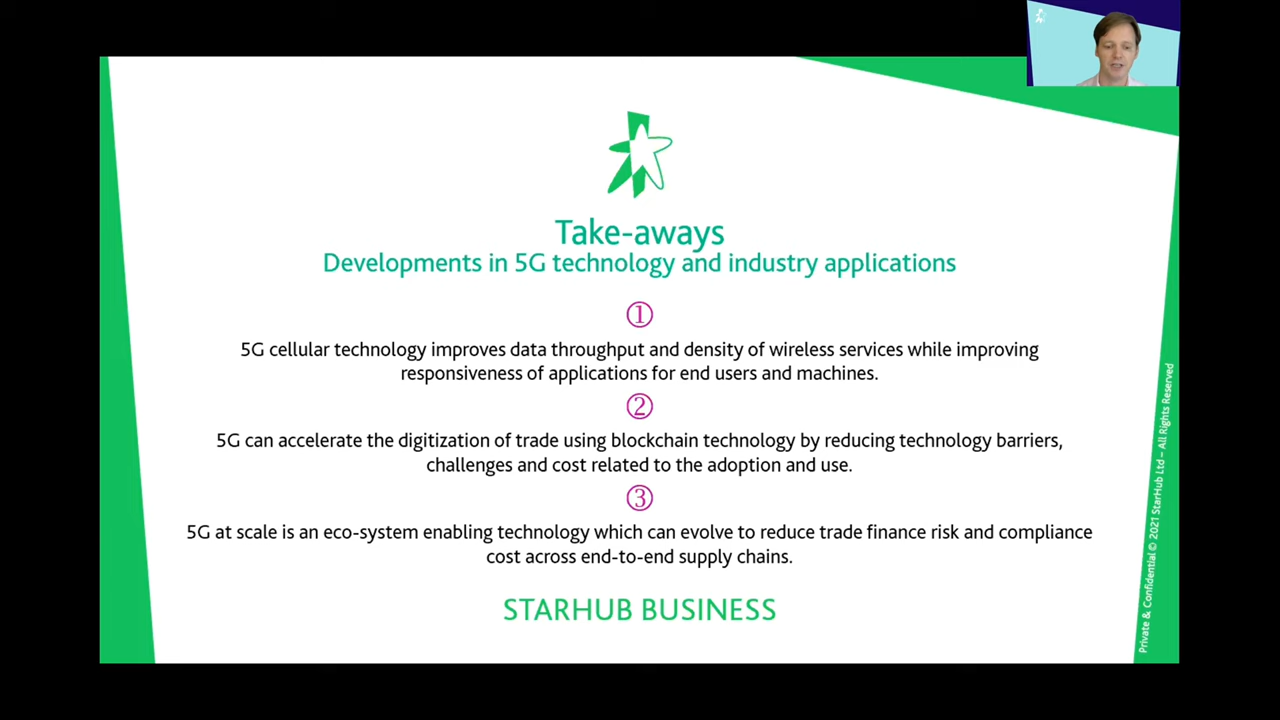 Take-aways
Developments in 5G technology and industry applications
①
5G cellular technology improves data throughput and density of wireless services while improving
responsiveness of applications for end users and machines.
②
5G can accelerate the digitization of trade using blockchain technology by reducing technology barriers,
challenges and cost related to the adoption and use.
③
5G at scale is an eco-system enabling technology which can evolve to reduce trade finance risk and compliance
cost across end-to-end supply chains.
STARHUB BUSINESS
Private & Confidential © 2021 StarHub Ltd – All Rights Reserved